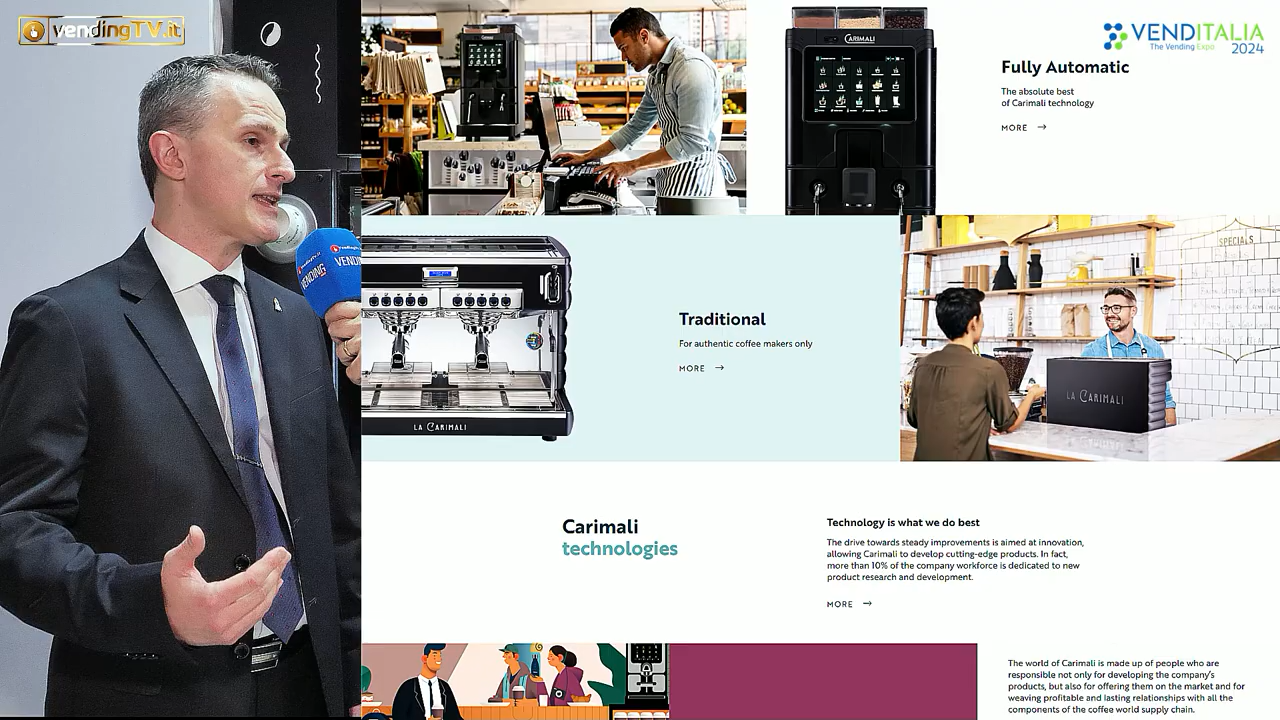 vendingTV.it
VENDING
VENDITALIA
The Vending Expo
2024
CARIMALI
Fully Automatic
The absolute best
of Carimali technology
MORE →
SPECIALS
Traditional
For authentic coffee makers only
MORE →
LA CARIMALI
LA CARIMALI
Carimali
technologies
Technology is what we do best
The drive towards steady improvements is aimed at innovation,
allowing Carimali to develop cutting-edge products. In fact,
more than 10% of the company workforce is dedicated to new
product research and development.
MORE →
The world of Carimali is made up of people who are
responsible not only for developing the company's
products, but also for offering them on the market and for
weaving profitable and lasting relationships with all the
components of the coffee world supply chain.